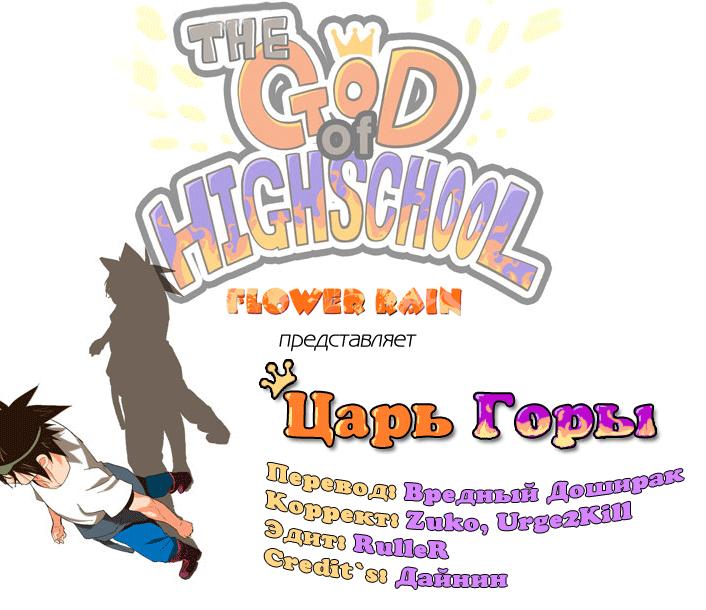 THE
GOD
of
HIGHSCHOOL
FLOWER RAIN
представляет
Царь Горы
Перевод: Вредный Доширак
Коррект: Zuko, Urge2Kill
Эдит: RulleR
Credit`s: Дайнин